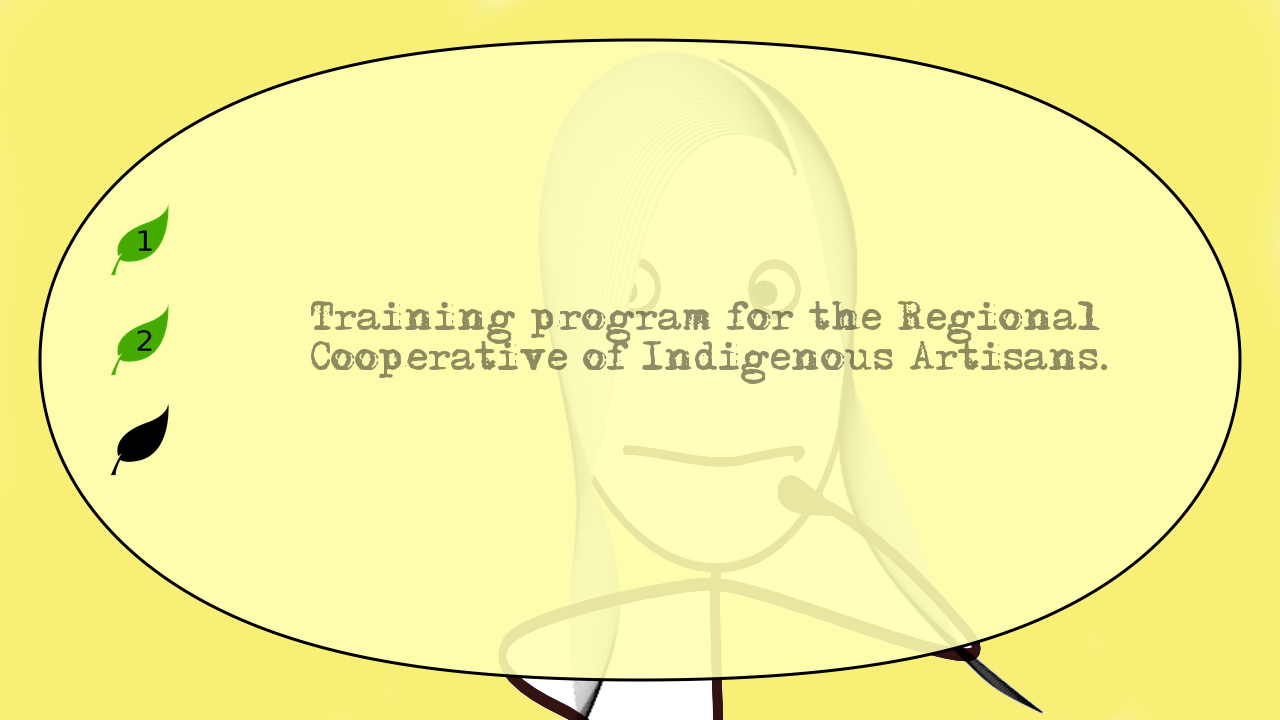 1
2
Training program for the Regional
Cooperative of Indigenous Artisans.